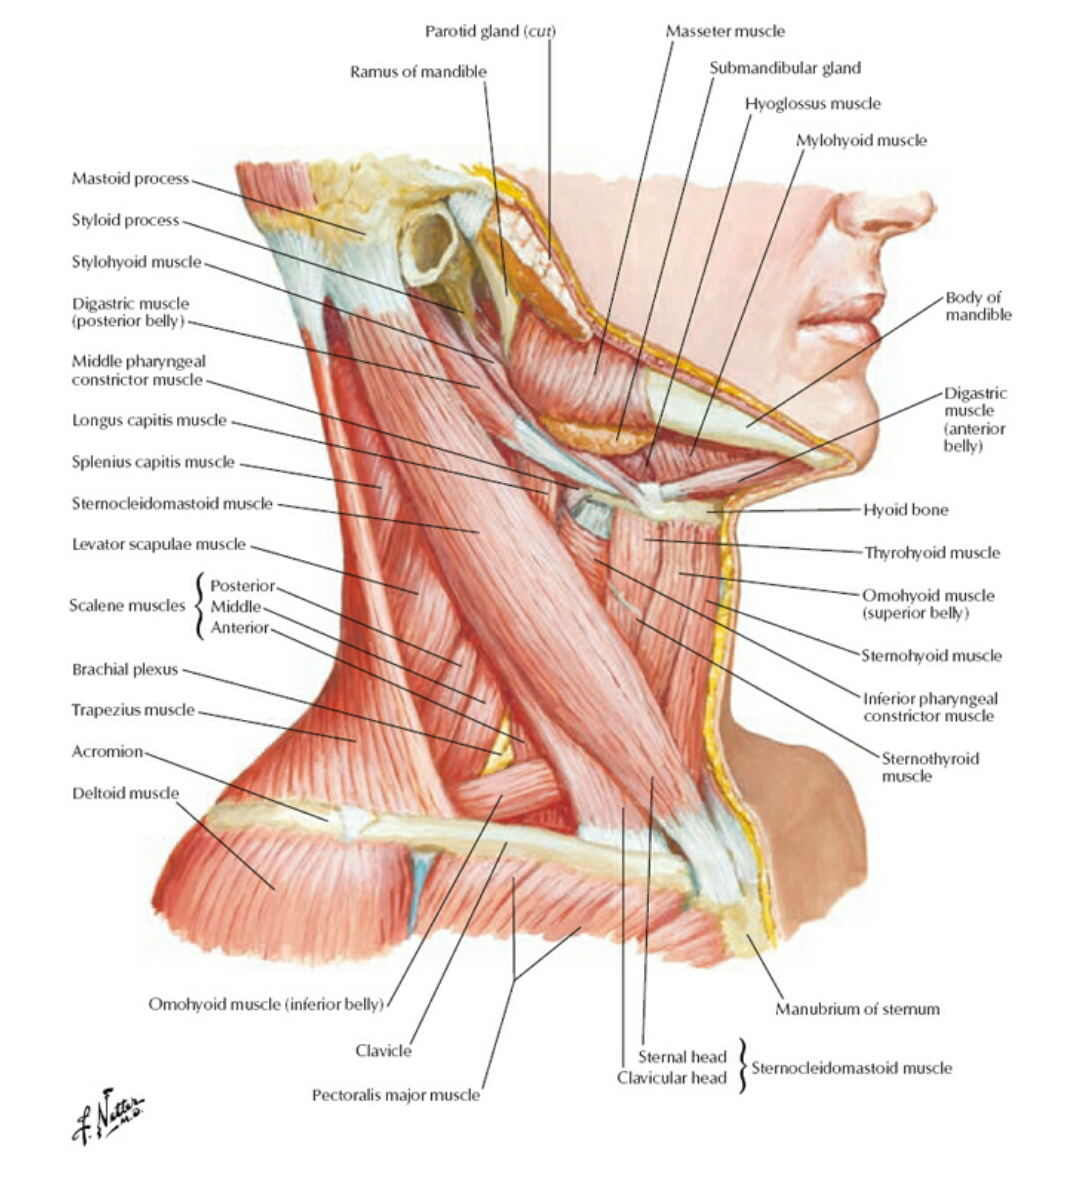 Parotid gland (cut)
Masseter muscle
Ramus of mandible
Submandibular gland
Hyoglossus muscle
Mylohyoid muscle
Mastoid process
Styloid process
Stylohyoid muscle
Digastric muscle
(posterior belly)
Middle pharyngeal
constrictor muscle
Longus capitis muscle
Splenius capitis muscle
Sternocleidomastoid muscle
Levator scapulae muscle
Scalene muscles
Posterior
Middle
Anterior
Brachial plexus
Trapezius muscle
Acromion
Deltoid muscle
Body of
mandible
Digastric
muscle
(anterior
belly)
Hyoid bone
Thyrohyoid muscle
Omohyoid muscle
(superior belly)
Sternohyoid muscle
Inferior pharyngeal
constrictor muscle
Sternothyroid
muscle
Omohyoid muscle (inferior belly)
Clavicle
Pectoralis major muscle
Manubrium of sternum
Sternal head
Clavicular head
Sternocleidomastoid muscle
F. Netter
M.D.